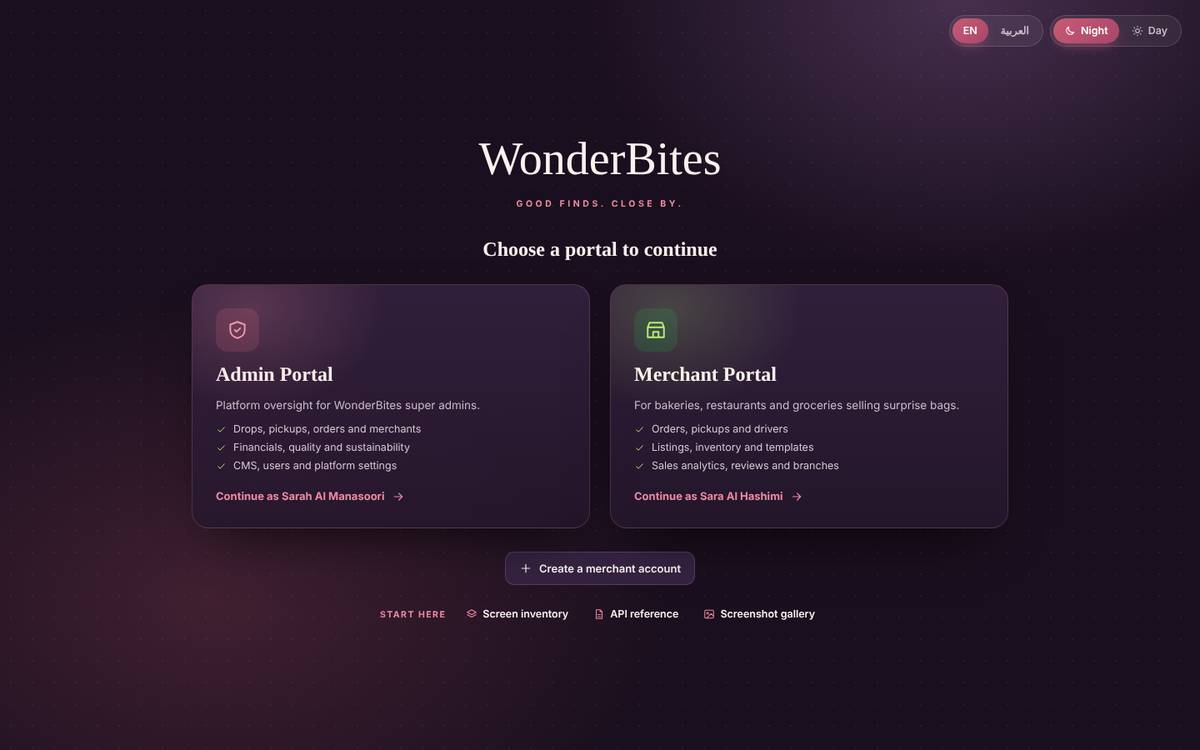 EN العربية Night Day
WonderBites
GOOD FINDS. CLOSE BY.
Choose a portal to continue
Admin Portal
Platform oversight for WonderBites super admins.
Drops, pickups, orders and merchants
Financials, quality and sustainability
CMS, users and platform settings
Continue as Sarah Al Manasoori
Merchant Portal
For bakeries, restaurants and groceries selling surprise bags.
Orders, pickups and drivers
Listings, inventory and templates
Sales analytics, reviews and branches
Continue as Sara Al Hashimi
Create a merchant account
START HERE Screen inventory API reference Screenshot gallery